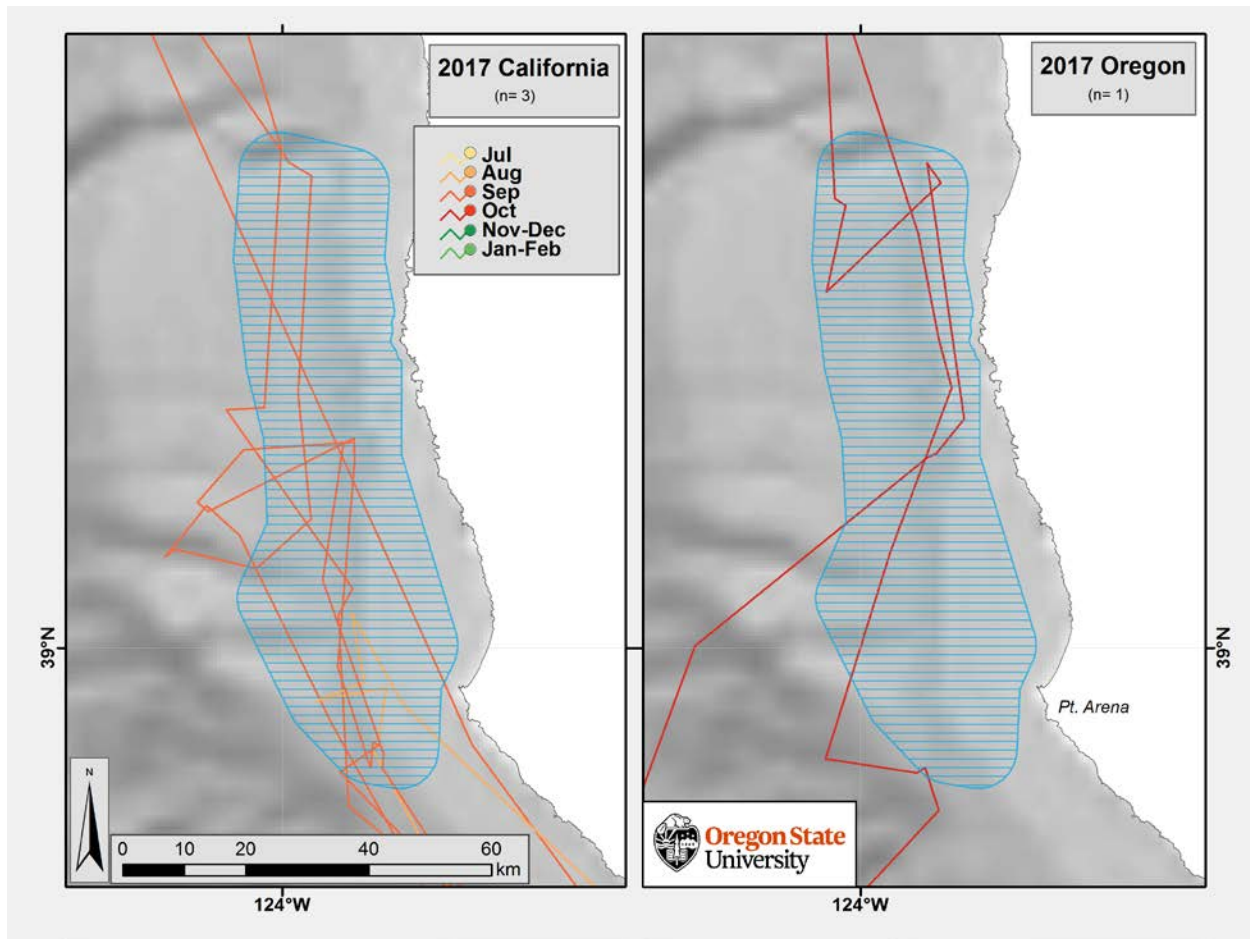 2017 California
(n= 3)
Jul
Aug
Sep
Oct
Nov-Dec
Jan-Feb
2017 Oregon
(n= 1)
39°N
39°N
Pt. Arena
N
0 10 20 40 60
km
Oregon State
University
124°W
124°W